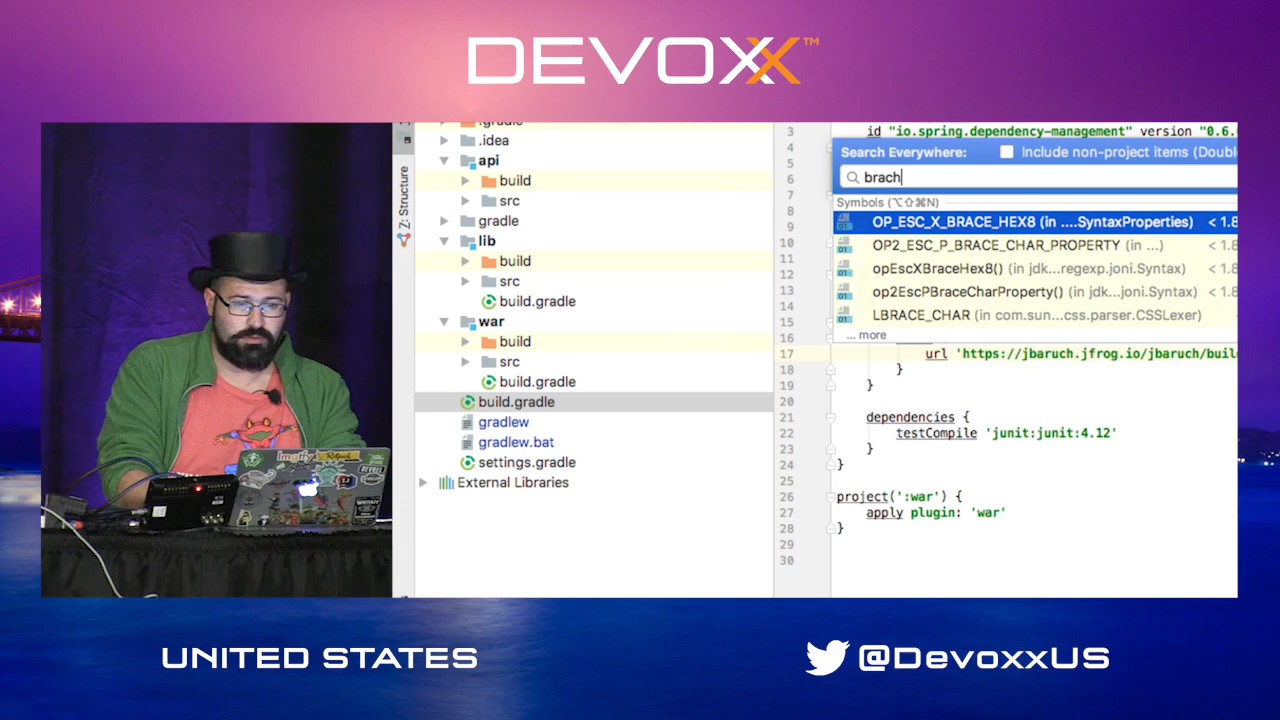 DEVOXX™
.gradle
.idea
api
build
src
gradle
lib
build
src
build.gradle
war
build
src
build.gradle
build.gradle
gradlew
gradlew.bat
settings.gradle
External Libraries
Z: Structure
3
4
5
6
7
8
9
10
11
12
13
14
15
16
17
18
19
20
21
22
23
24
25
26
27
28
29
30
id "io.spring.dependency-management" version "0.6.
Search Everywhere:
Include non-project items (Doubl
brach
Symbols (⌥⇧⌘N)
OP_ESC_X_BRACE_HEX8 (in ....SyntaxProperties) < 1.8
OP2_ESC_P_BRACE_CHAR_PROPERTY (in ...) < 1.8
opEscXBraceHex8() (in jdk...regexp.joni.Syntax) < 1.8
op2EscPBraceCharProperty() (in jdk...joni.Syntax) < 1.8
LBRACE_CHAR (in com.sun...css.parser.CSSLexer)
... more
url 'https://jbaruch.jfrog.io/jbaruch/buil
}
}
dependencies {
testCompile 'junit:junit:4.12'
}
}
project(':war') {
apply plugin: 'war'
}
UNITED STATES
@DevoxxUS